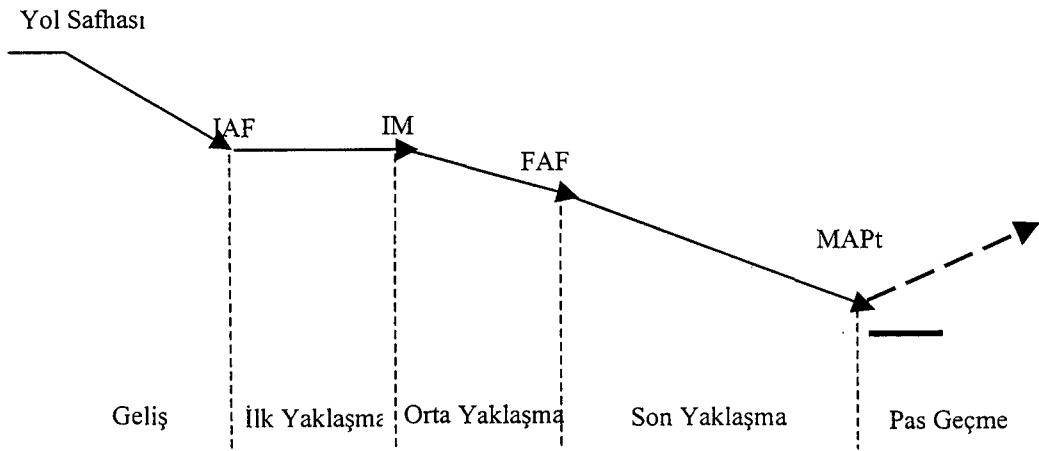 Yol Safhası
IAF
IM
FAF
MAPt
Geliş
İlk Yaklaşma
Orta Yaklaşma
Son Yaklaşma
Pas Geçme